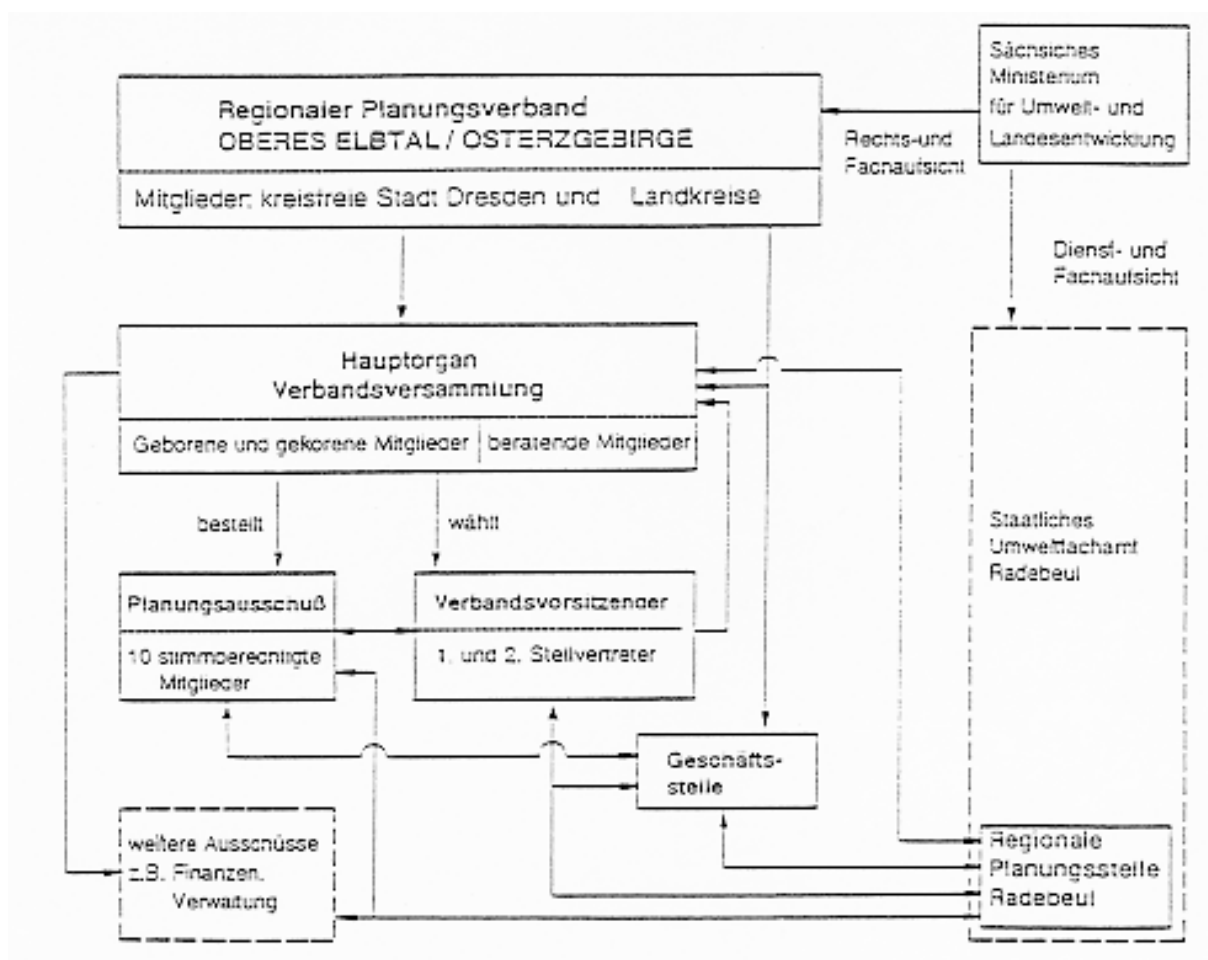 Sächsisches
Ministerium
für Umwelt- und
Landesentwicklung
Regionaler Planungsverband
OBERES ELBTAL / OSTERZGEBIRGE
Mitglieder: kreisfreie Stadt Dresden und Landkreise
Rechts-und
Fachaufsicht
Dienst- und
Fachaufsicht
Hauptorgan
Verbandsversammlung
Geborene und gekorene Mitglieder
beratende Mitglieder
bestellt
wählt
Staatliches
Umweltfachamt
Radebeul
Planungsausschuß
10 stimmberechtigte
Mitglieder
Verbandsvorsitzender
1. und 2. Stellvertreter
Geschäfts-
stelle
weitere Ausschüsse
z.B. Finanzen,
Verwaltung
Regionale
Planungsstelle
Radebeul